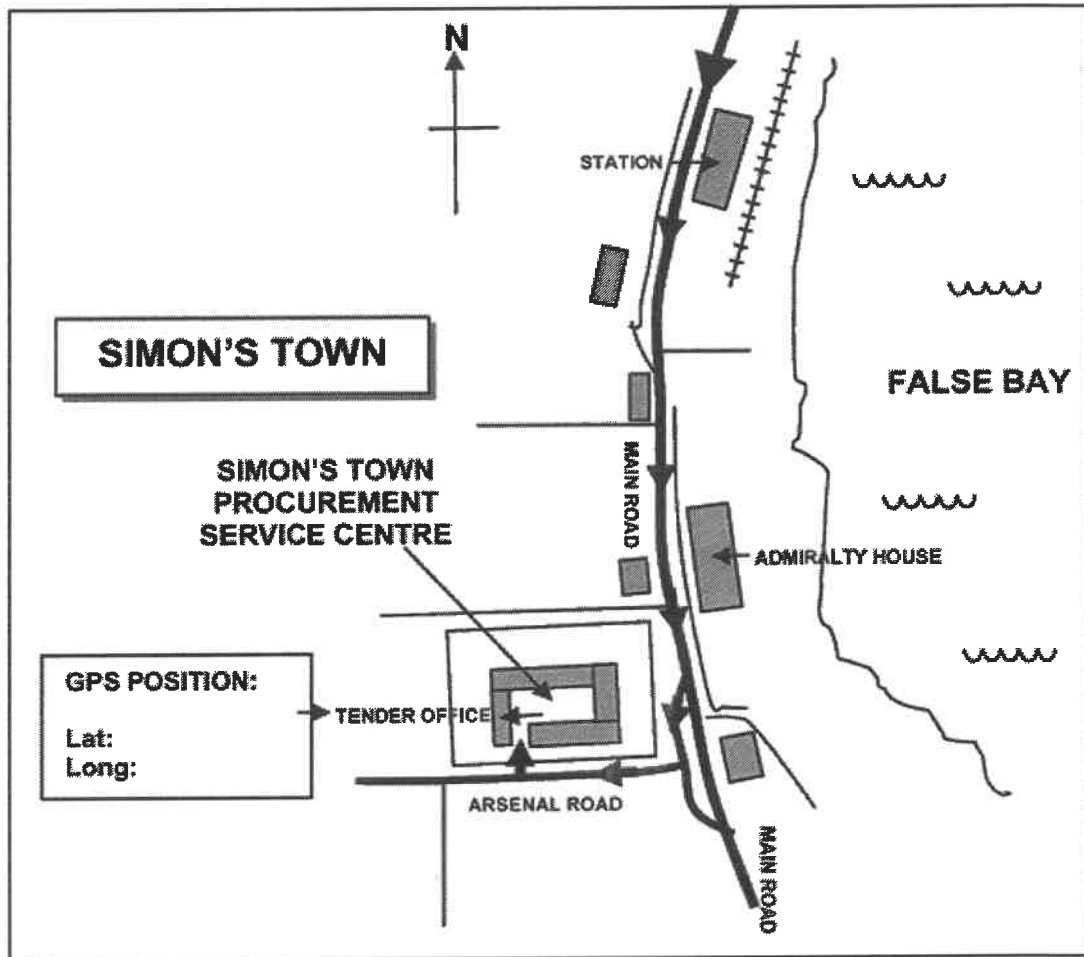 N
STATION
SIMON'S TOWN
FALSE BAY
MAIN ROAD
SIMON'S TOWN
PROCUREMENT
SERVICE CENTRE
ADMIRALTY HOUSE
GPS POSITION:
Lat:
Long:
TENDER OFFICE
ARSENAL ROAD
MAIN ROAD